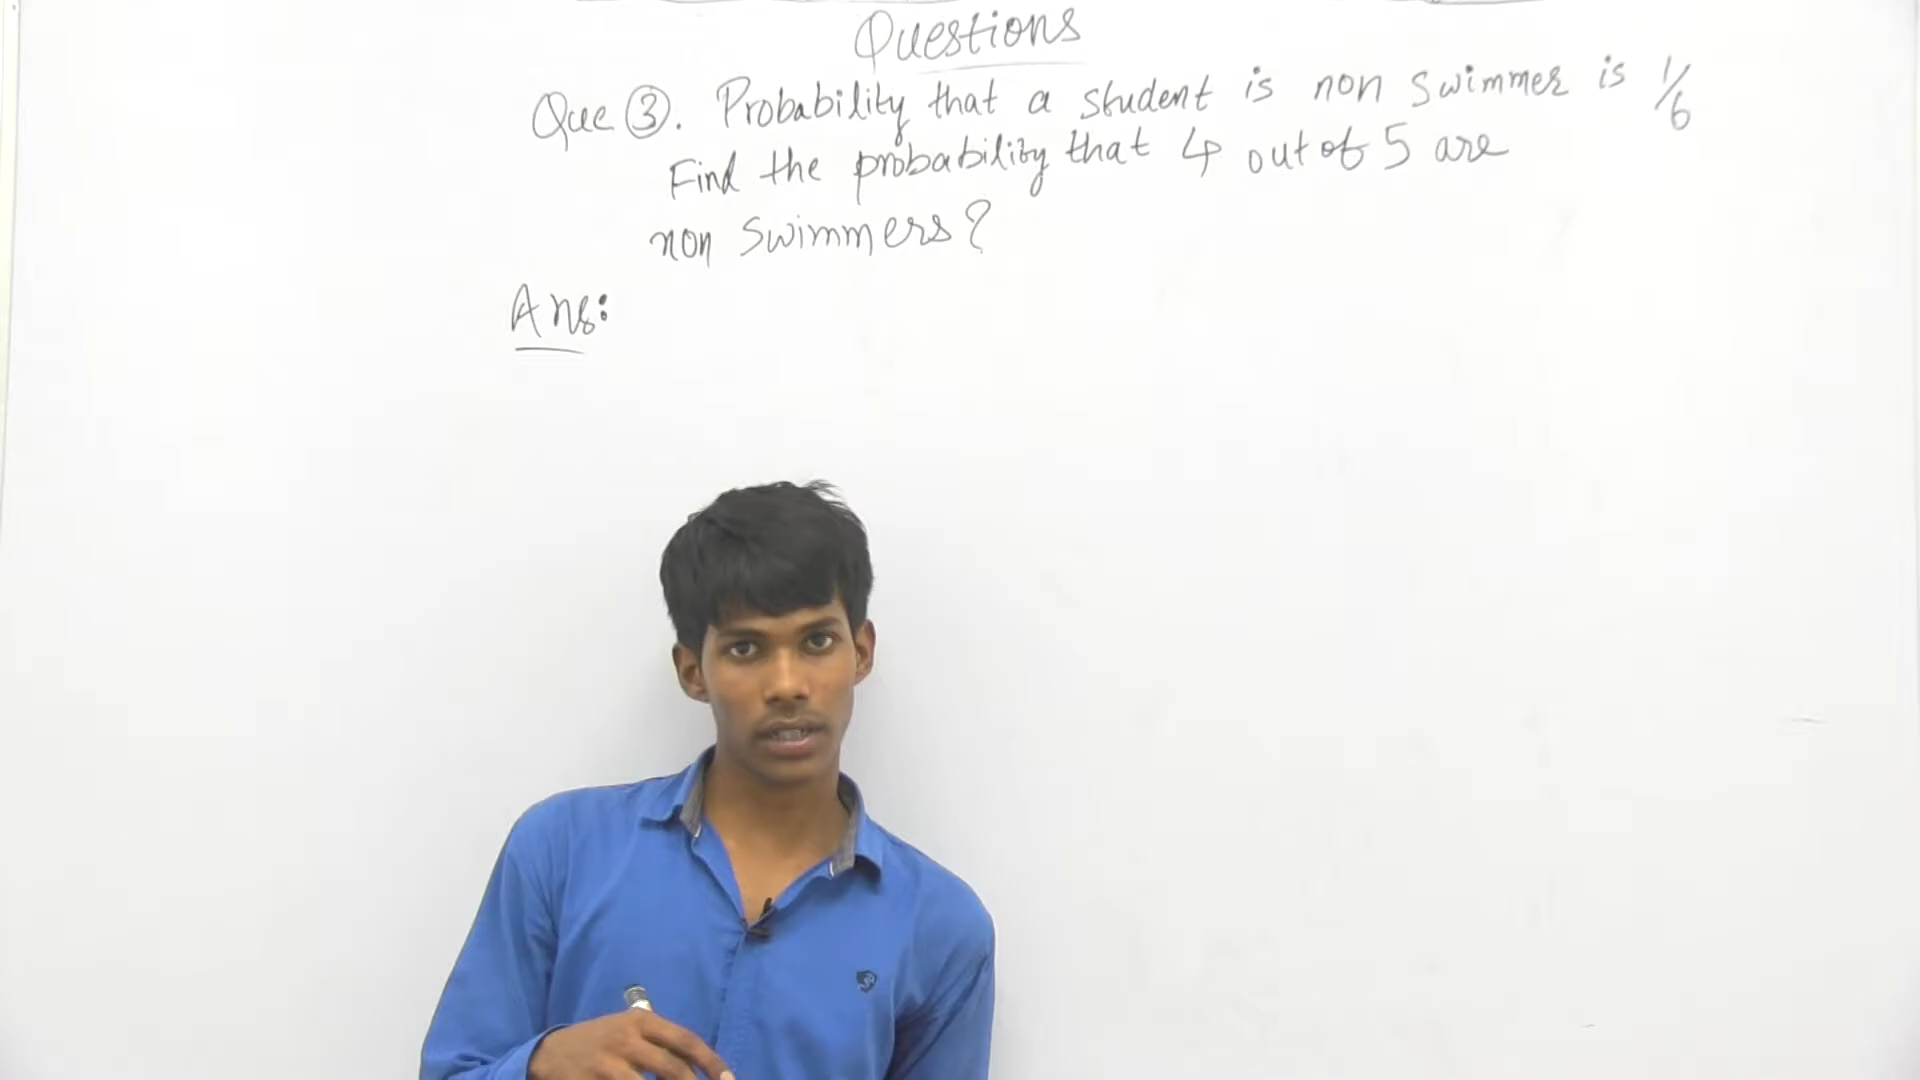 Questions
Que ③. Probability that a student is non swimmer is 1/6
Find the probability that 4 out of 5 are
non swimmers?
Ans: